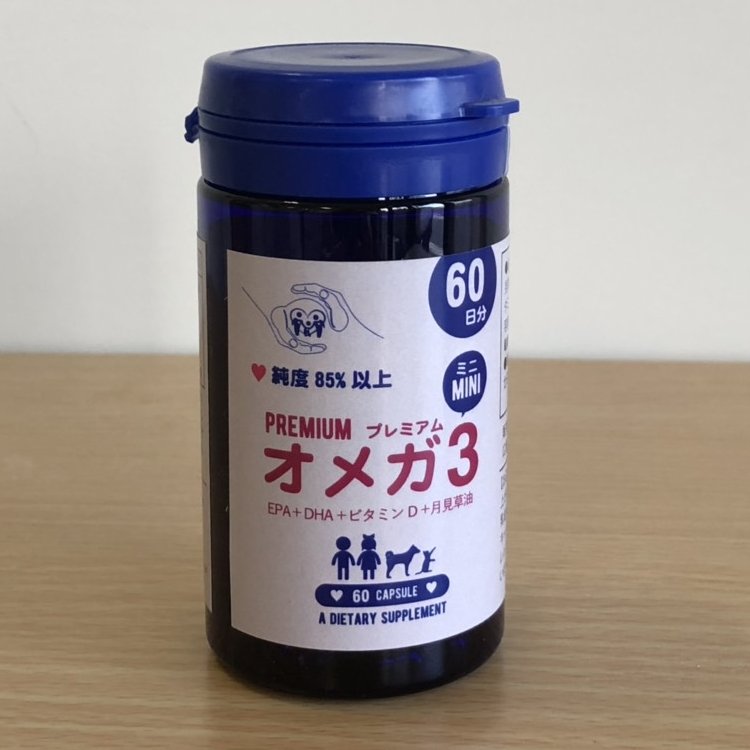 60
日分
純度 85% 以上
ミニ
MINI
PREMIUM プレミアム
オメガ3
EPA+DHA+ビタミンD+月見草油
60 CAPSULE
A DIETARY SUPPLEMENT